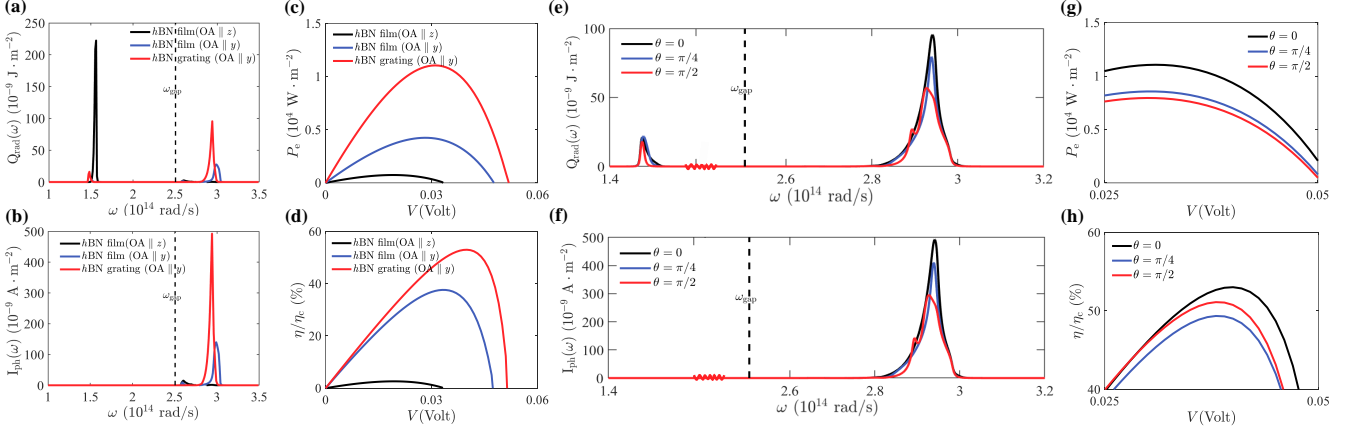 (a)
Q_rad(ω) (10^-9 J · m^-2)
250
200
150
100
50
0
hBN film(OA ∥ z)
hBN film (OA ∥ y)
hBN grating (OA ∥ y)
ω_gap
1 1.5 2 2.5 3 3.5
ω (10^14 rad/s)
(b)
I_ph(ω) (10^-9 A · m^-2)
500
400
300
200
100
0
hBN film(OA ∥ z)
hBN film (OA ∥ y)
hBN grating (OA ∥ y)
ω_gap
1 1.5 2 2.5 3 3.5
ω (10^14 rad/s)
(c)
P_e (10^4 W · m^-2)
1.5
1
0.5
0
hBN film(OA ∥ z)
hBN film (OA ∥ y)
hBN grating (OA ∥ y)
0 0.03 0.06
V(Volt)
(d)
η/η_c (%)
60
40
20
0
hBN film(OA ∥ z)
hBN film (OA ∥ y)
hBN grating (OA ∥ y)
0 0.03 0.06
V(Volt)
(e)
Q_rad(ω) (10^-9 J · m^-2)
100
50
0
θ = 0
θ = π/4
θ = π/2
ω_gap
1.4 2.6 2.8 3 3.2
ω (10^14 rad/s)
(f)
I_ph(ω) (10^-9 A · m^-2)
500
400
300
200
100
0
θ = 0
θ = π/4
θ = π/2
ω_gap
1.4 2.6 2.8 3 3.2
ω (10^14 rad/s)
(g)
P_e (10^4 W · m^-2)
1.5
1
0.5
0
θ = 0
θ = π/4
θ = π/2
0.025 0.05
V(Volt)
(h)
η/η_c (%)
60
50
40
θ = 0
θ = π/4
θ = π/2
0.025 0.05
V(Volt)